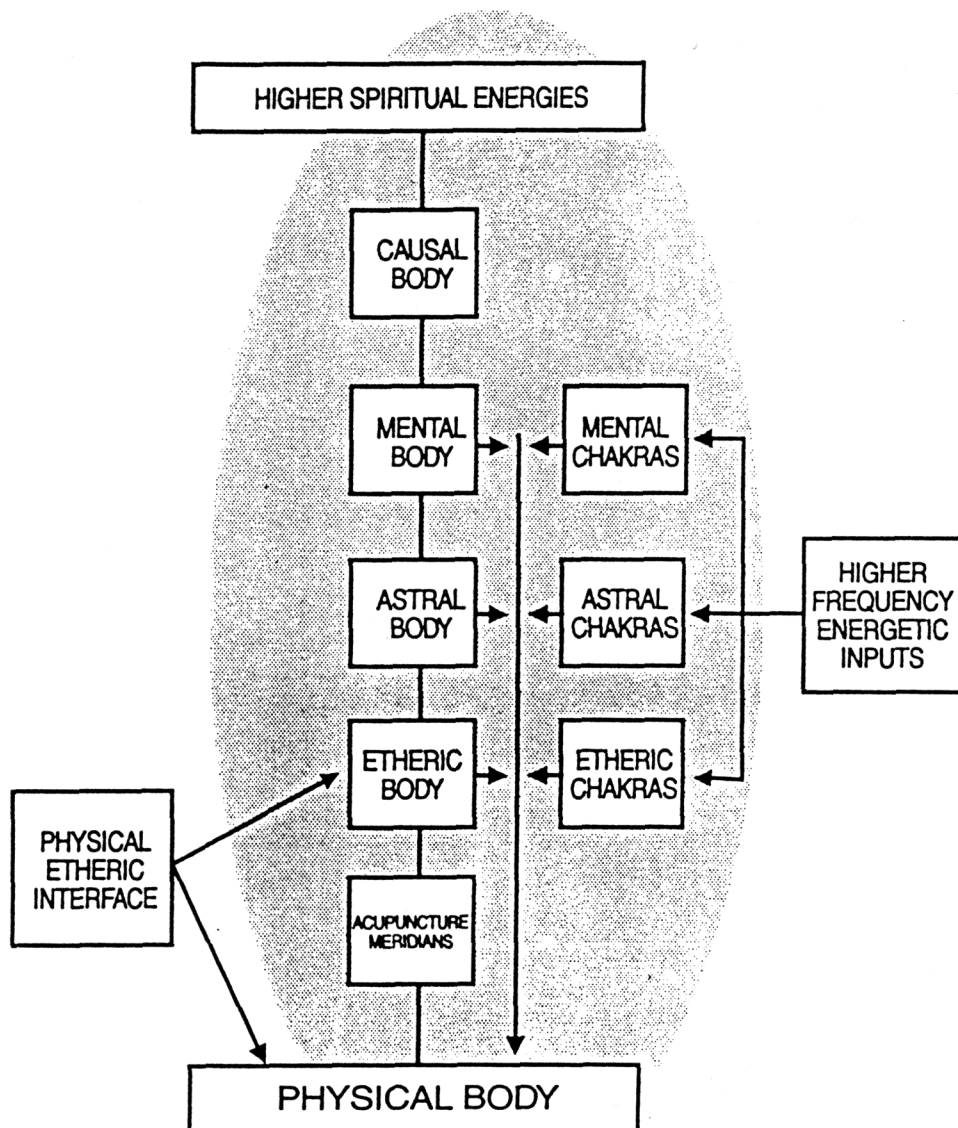 HIGHER SPIRITUAL ENERGIES
CAUSAL
BODY
MENTAL
BODY
MENTAL
CHAKRAS
ASTRAL
BODY
ASTRAL
CHAKRAS
HIGHER
FREQUENCY
ENERGETIC
INPUTS
ETHERIC
BODY
ETHERIC
CHAKRAS
PHYSICAL
ETHERIC
INTERFACE
ACUPUNCTURE
MERIDIANS
PHYSICAL BODY